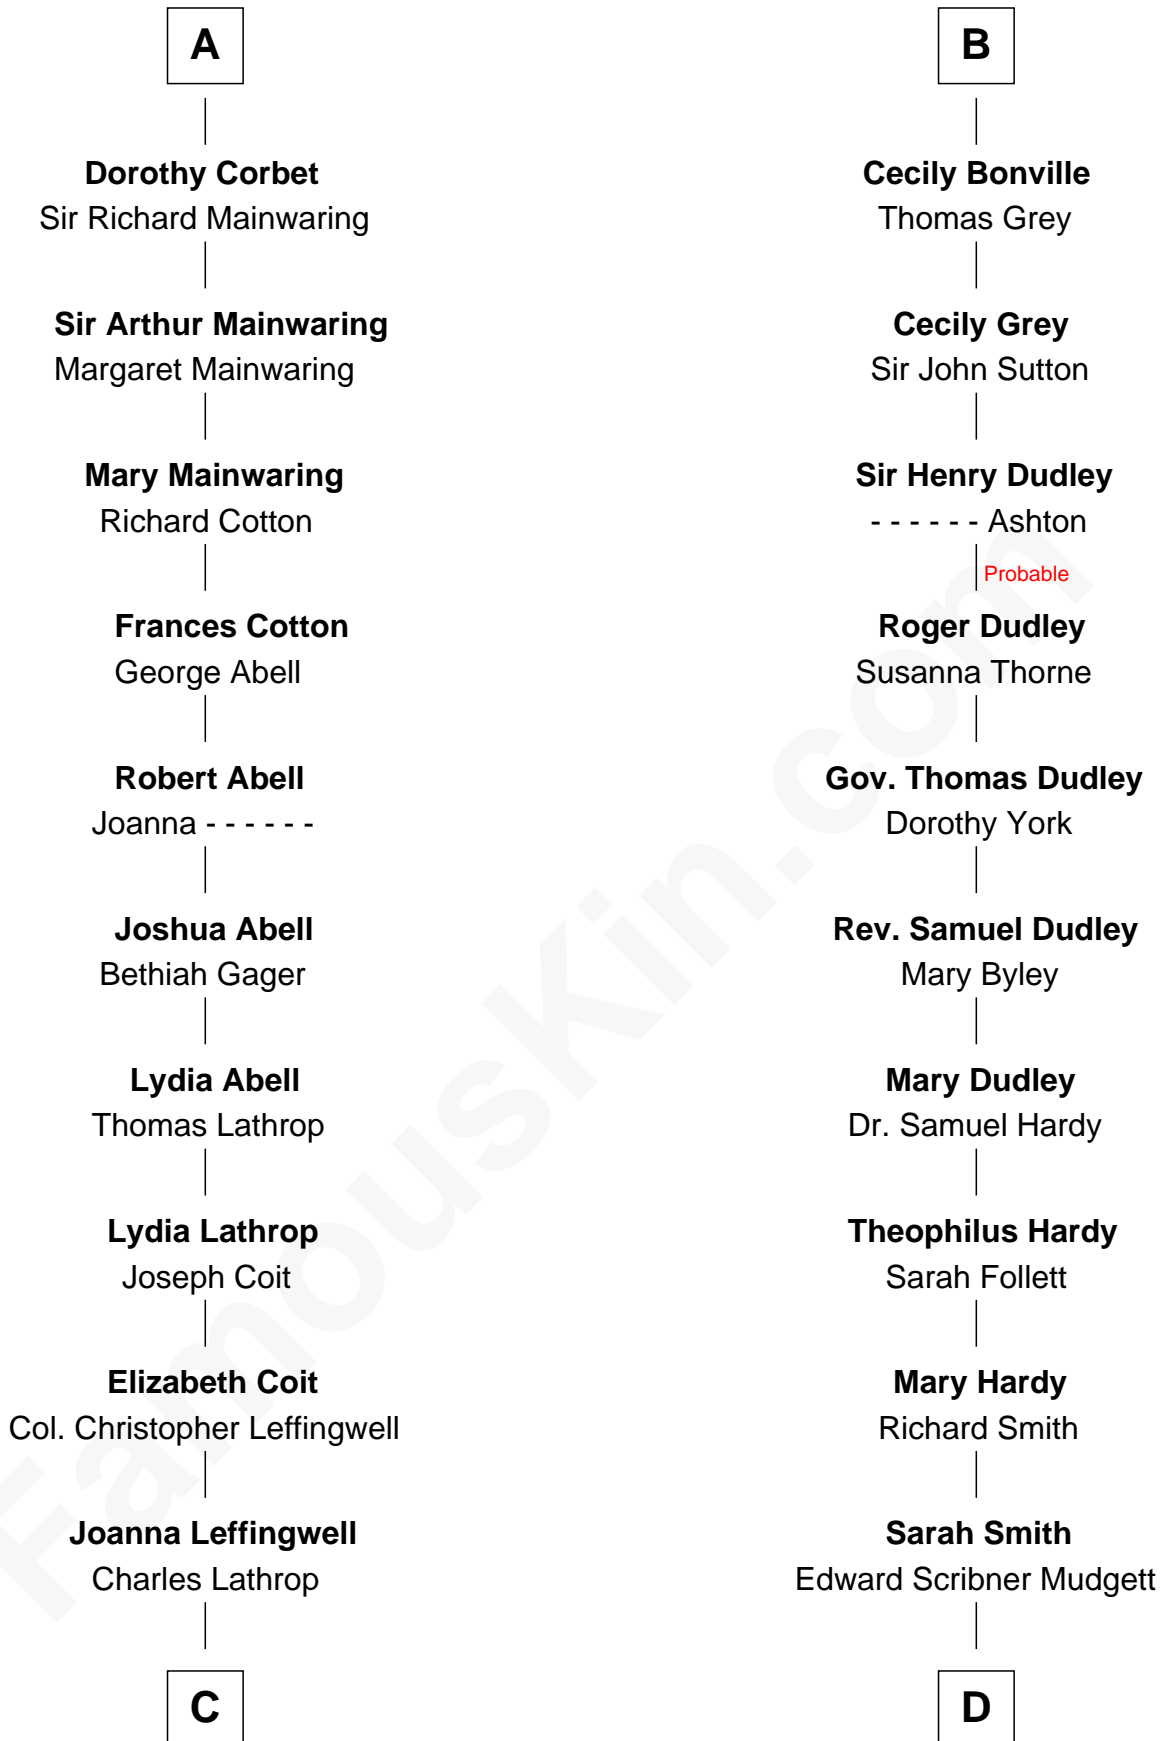 A
Dorothy Corbet
Sir Richard Mainwaring
Sir Arthur Mainwaring
Margaret Mainwaring
Mary Mainwaring
Richard Cotton
Frances Cotton
George Abell
Robert Abell
Joanna - - - - - -
Joshua Abell
Bethiah Gager
Lydia Abell
Thomas Lathrop
Lydia Lathrop
Joseph Coit
Elizabeth Coit
Col. Christopher Leffingwell
Joanna Leffingwell
Charles Lathrop
C
B
Cecily Bonville
Thomas Grey
Cecily Grey
Sir John Sutton
Sir Henry Dudley
- - - - - - Ashton
Probable
Roger Dudley
Susanna Thorne
Gov. Thomas Dudley
Dorothy York
Rev. Samuel Dudley
Mary Byley
Mary Dudley
Dr. Samuel Hardy
Theophilus Hardy
Sarah Follett
Mary Hardy
Richard Smith
Sarah Smith
Edward Scribner Mudgett
D
FamousKin.com